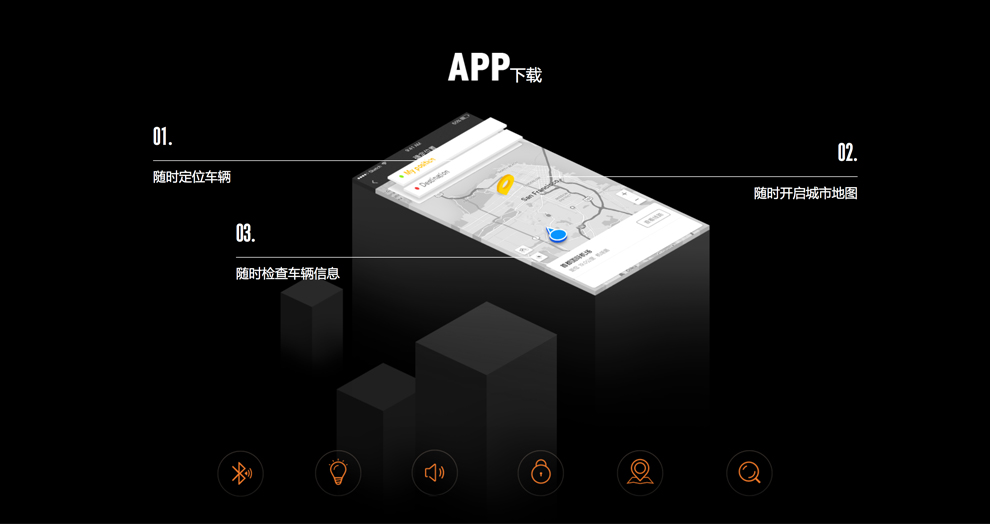 APP下载
01.
随时定位车辆
02.
随时开启城市地图
03.
随时检查车辆信息
My position
Destination
San Francisco